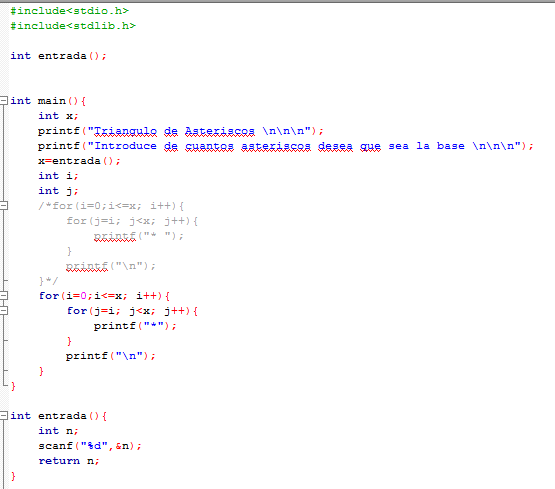 #include<stdio.h>
#include<stdlib.h>
int entrada();
int main(){
int x;
printf("Triangulo de Asteriscos \n\n\n");
printf("Introduce de cuantos asteriscos desea que sea la base \n\n\n");
x=entrada();
int i;
int j;
/*for(i=0;i<=x; i++){
for(j=i; j<x; j++){
printf("* ");
}
printf("\n");
}*/
for(i=0;i<=x; i++){
for(j=i; j<x; j++){
printf("*");
}
printf("\n");
}
}
int entrada(){
int n;
scanf("%d",&n);
return n;
}